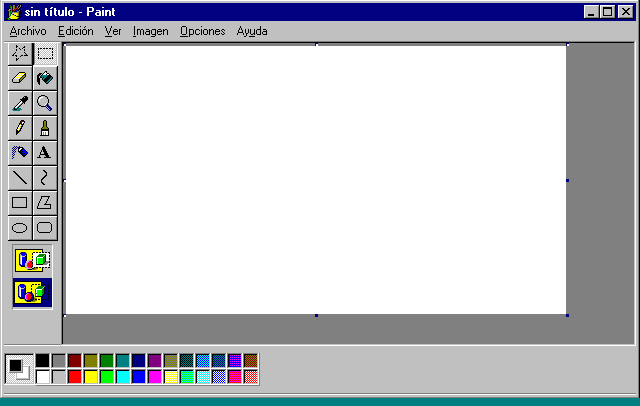 sin título - Paint
Archivo Edición Ver Imagen Opciones Ayuda
A